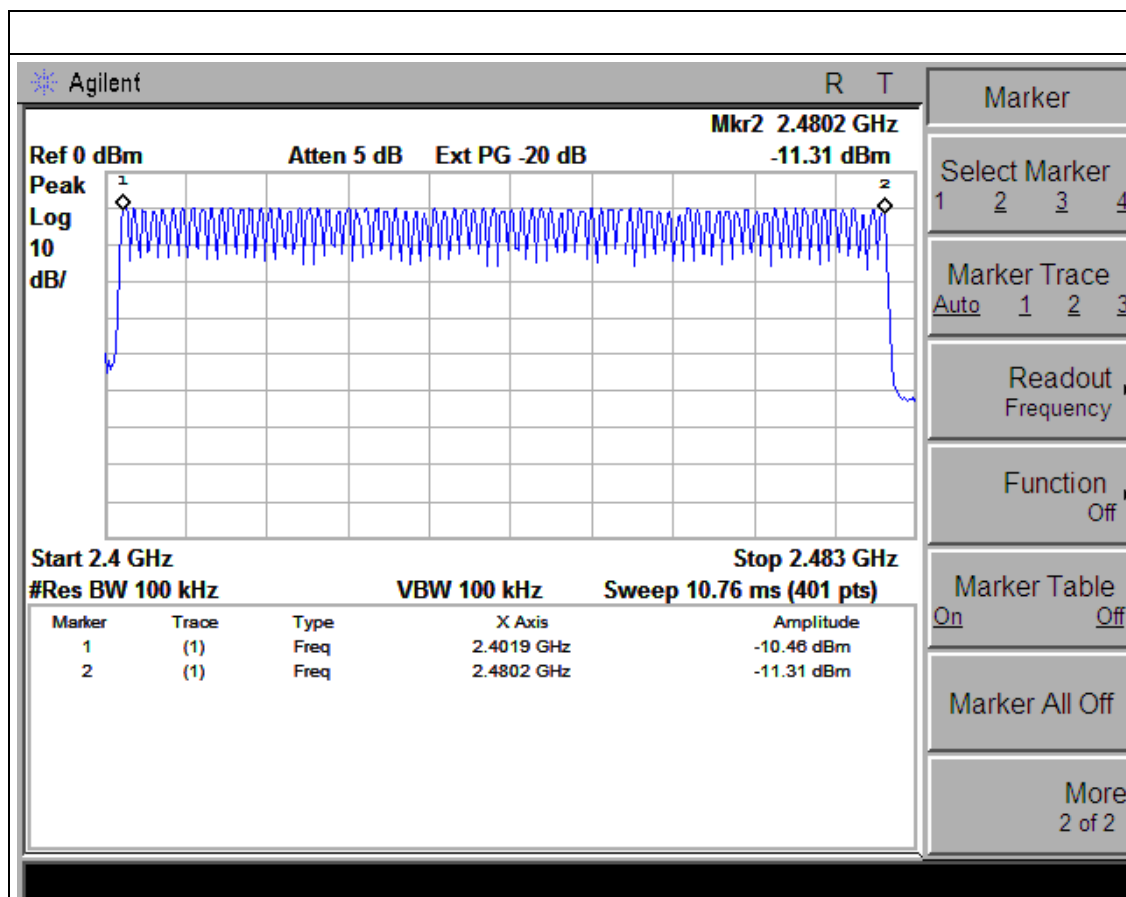 Agilent R T
Mkr2 2.4802 GHz
Ref 0 dBm Atten 5 dB Ext PG -20 dB -11.31 dBm
Peak
Log
10
dB/
1
2
Start 2.4 GHz Stop 2.483 GHz
#Res BW 100 kHz VBW 100 kHz Sweep 10.76 ms (401 pts)
Marker Trace Type X Axis Amplitude
1 (1) Freq 2.4019 GHz -10.46 dBm
2 (1) Freq 2.4802 GHz -11.31 dBm
Marker
Select Marker
1 2 3 4
Marker Trace
Auto 1 2 3
Readout
Frequency
Function
Off
Marker Table
On Off
Marker All Off
More
2 of 2